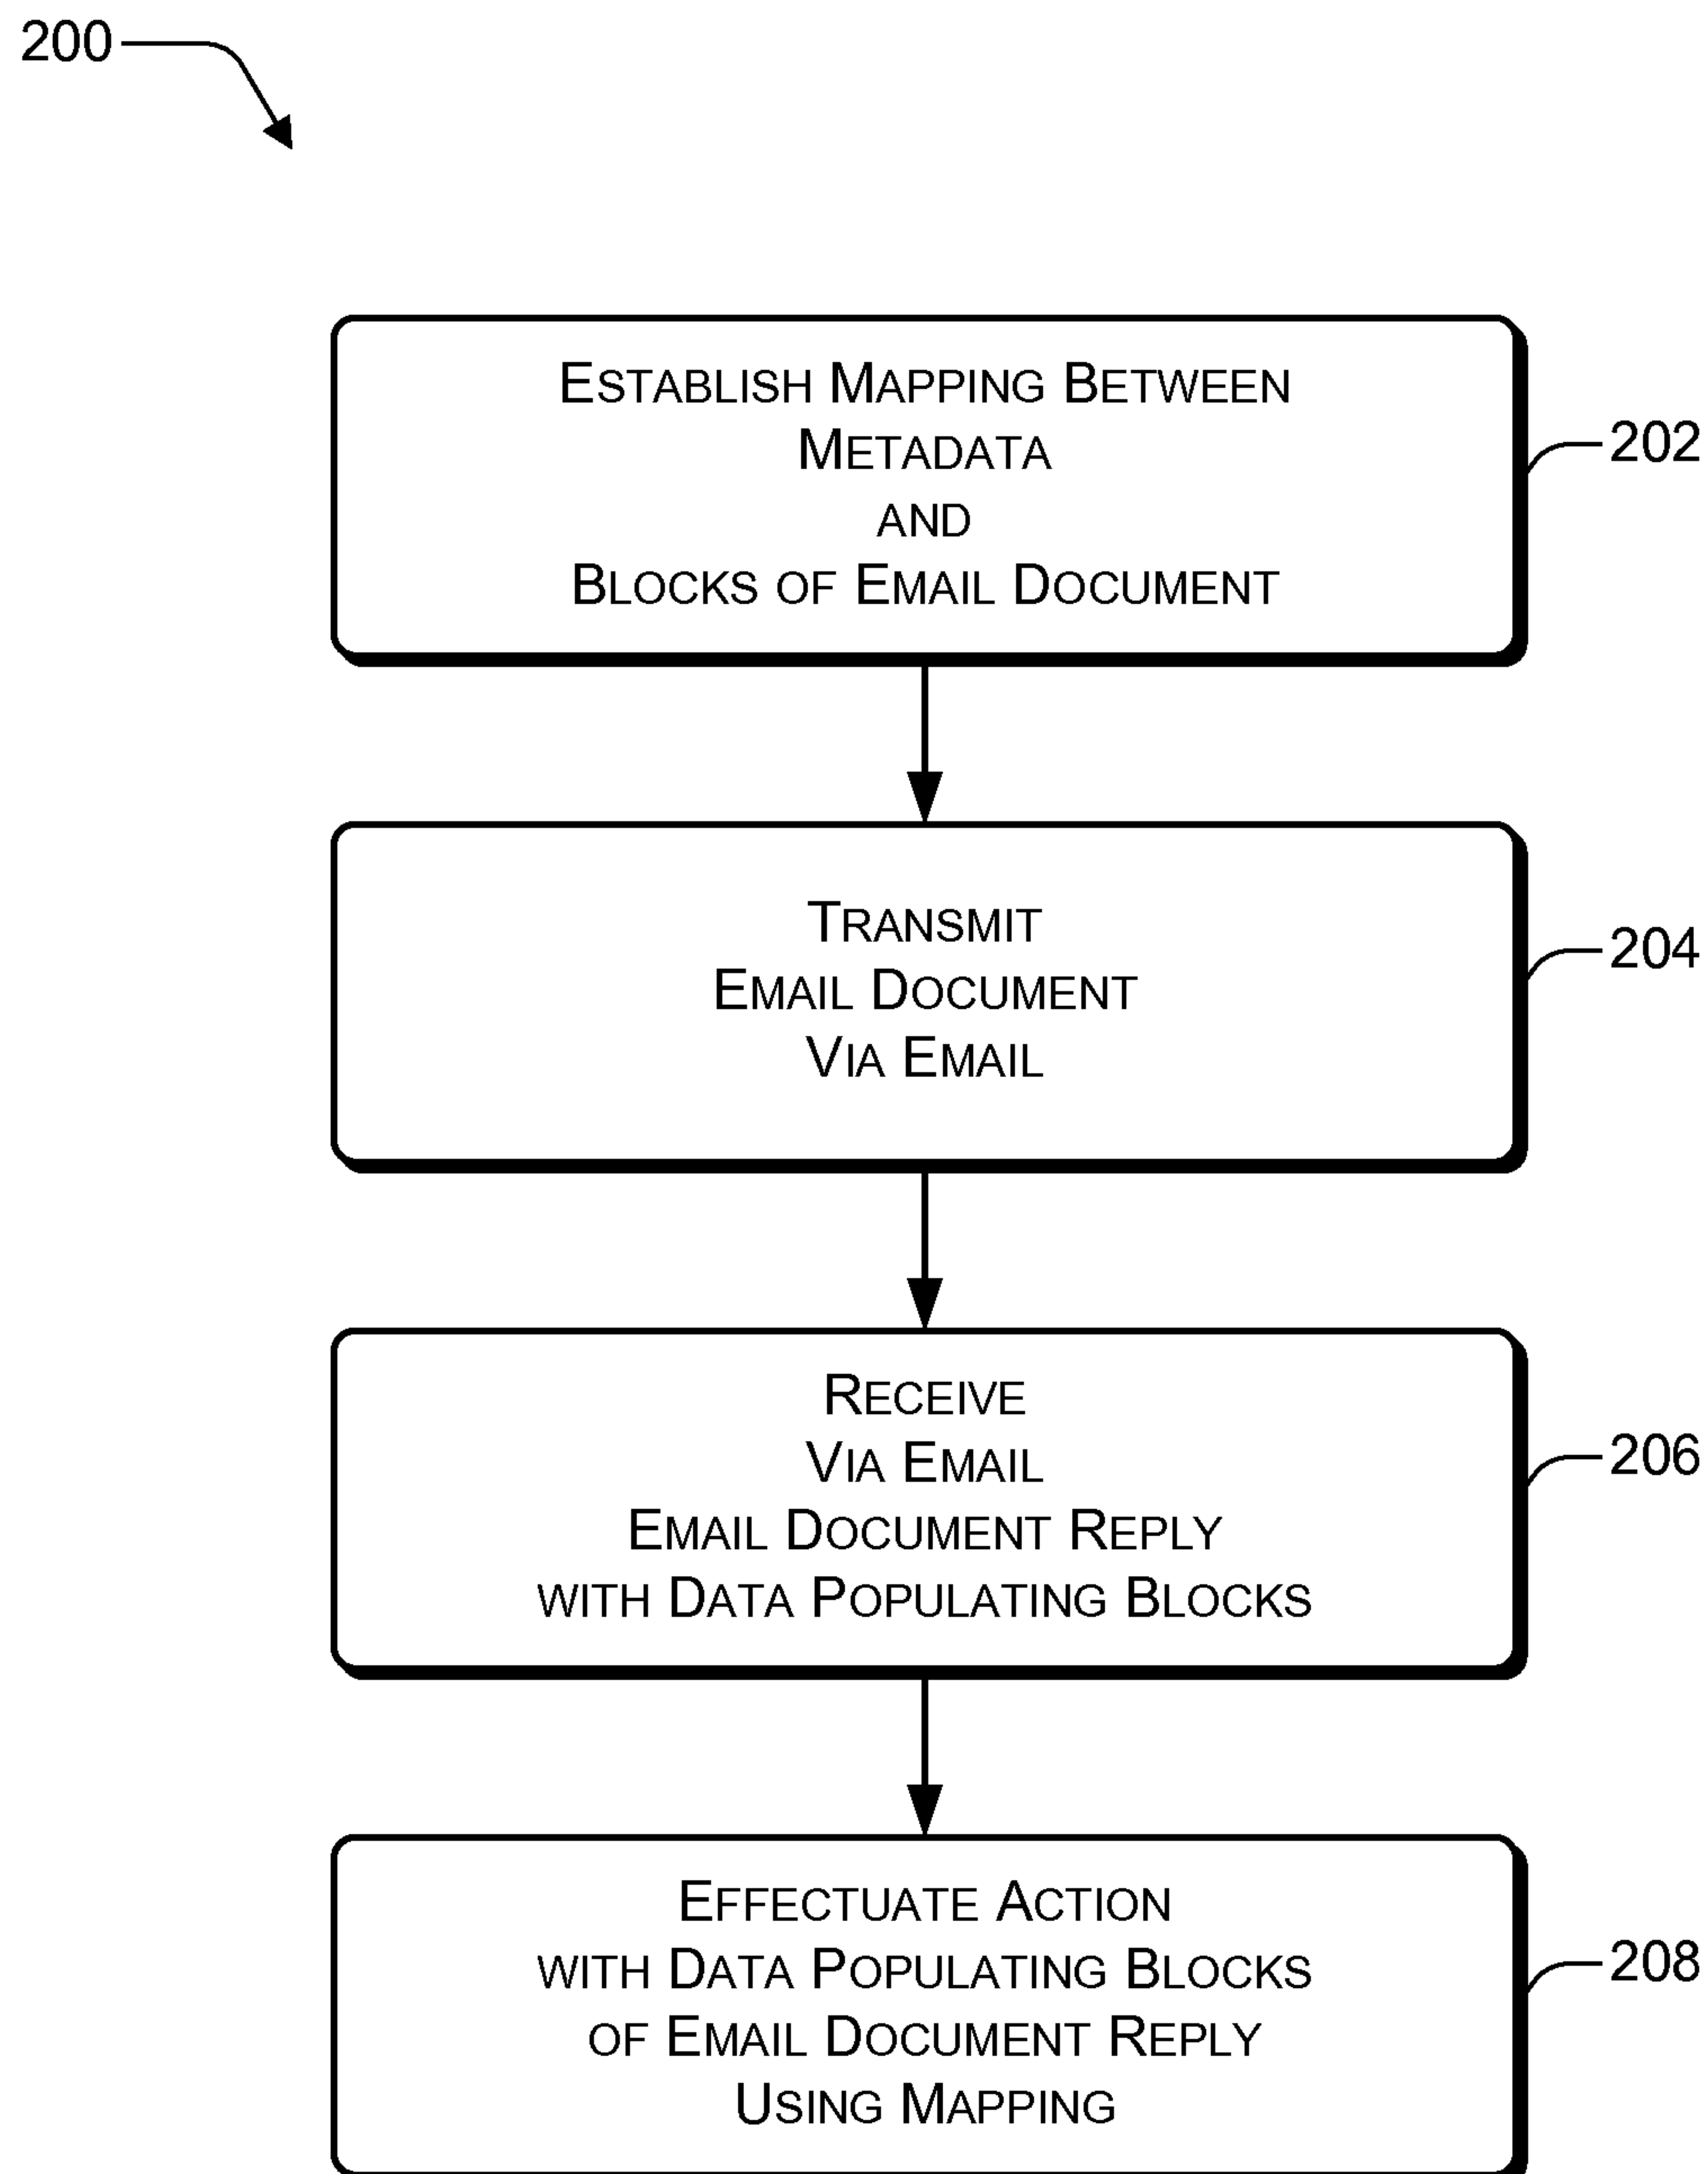 200
ESTABLISH MAPPING BETWEEN
METADATA
AND
BLOCKS OF EMAIL DOCUMENT
202
TRANSMIT
EMAIL DOCUMENT
VIA EMAIL
204
RECEIVE
VIA EMAIL
EMAIL DOCUMENT REPLY
WITH DATA POPULATING BLOCKS
206
EFFECTUATE ACTION
WITH DATA POPULATING BLOCKS
OF EMAIL DOCUMENT REPLY
USING MAPPING
208